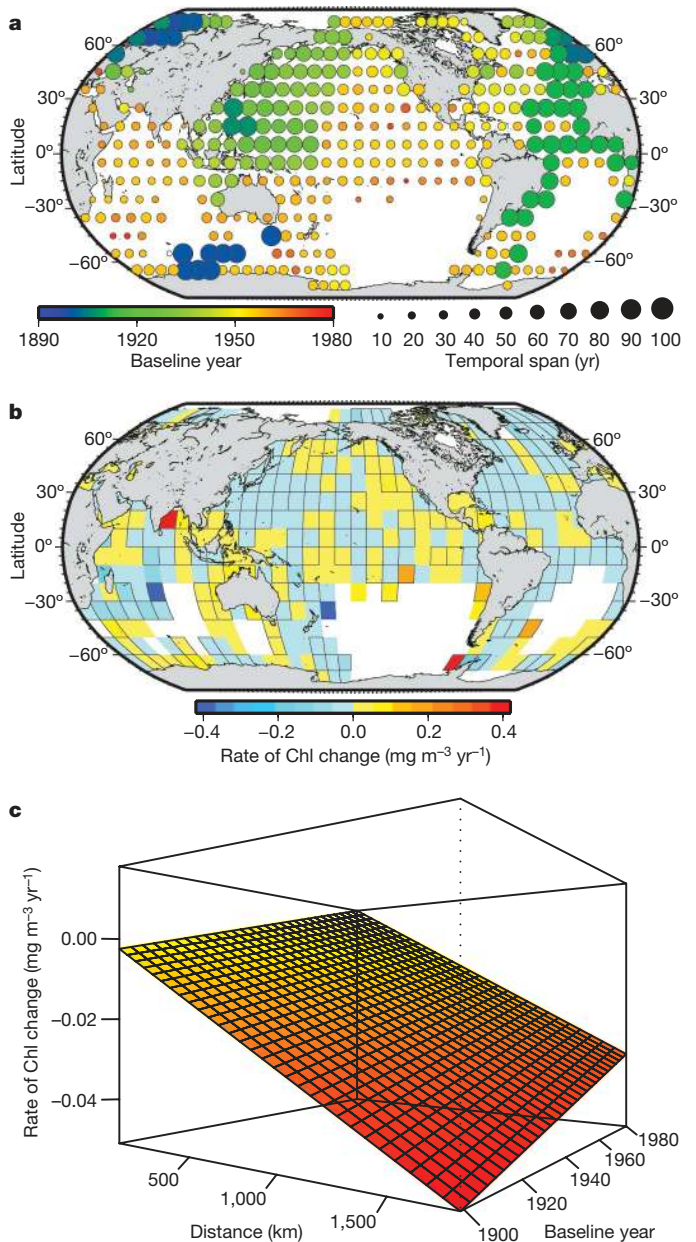 a
60º
60º
30º
30º
0º
0º
Latitude
−30º
−30º
−60º
−60º
1890 1920 1950 1980
Baseline year
10 20 30 40 50 60 70 80 90 100
Temporal span (yr)
b
60º
60º
30º
30º
0º
0º
Latitude
−30º
−30º
−60º
−60º
−0.4 −0.2 0.0 0.2 0.4
Rate of Chl change (mg m⁻³ yr⁻¹)
c
Rate of Chl change (mg m⁻³ yr⁻¹)
0.00
−0.02
−0.04
500
1,000
1,500
Distance (km)
1900
1920
1940
1960
1980
Baseline year